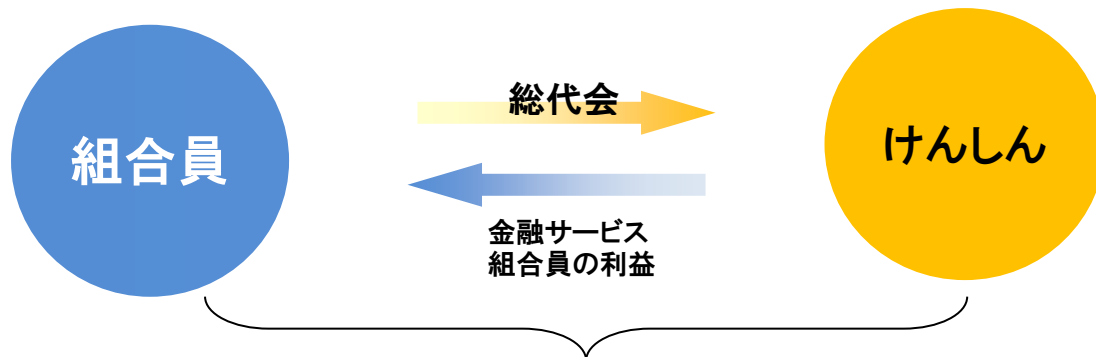 組合員
総代会
けんしん
金融サービス
組合員の利益